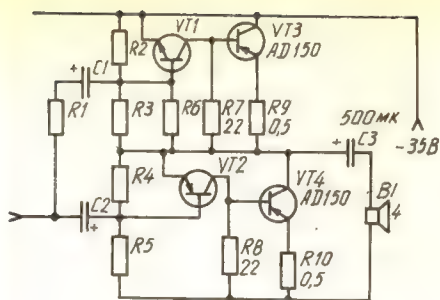 VT1
VT3
R2
AD150
C1
+
R1
R3
R6
R7
22
R9
0,5
500мк
+
C3
-35В
R4
VT2
VT4
AD150
B1
4
C2
+
R5
R8
22
R10
0,5